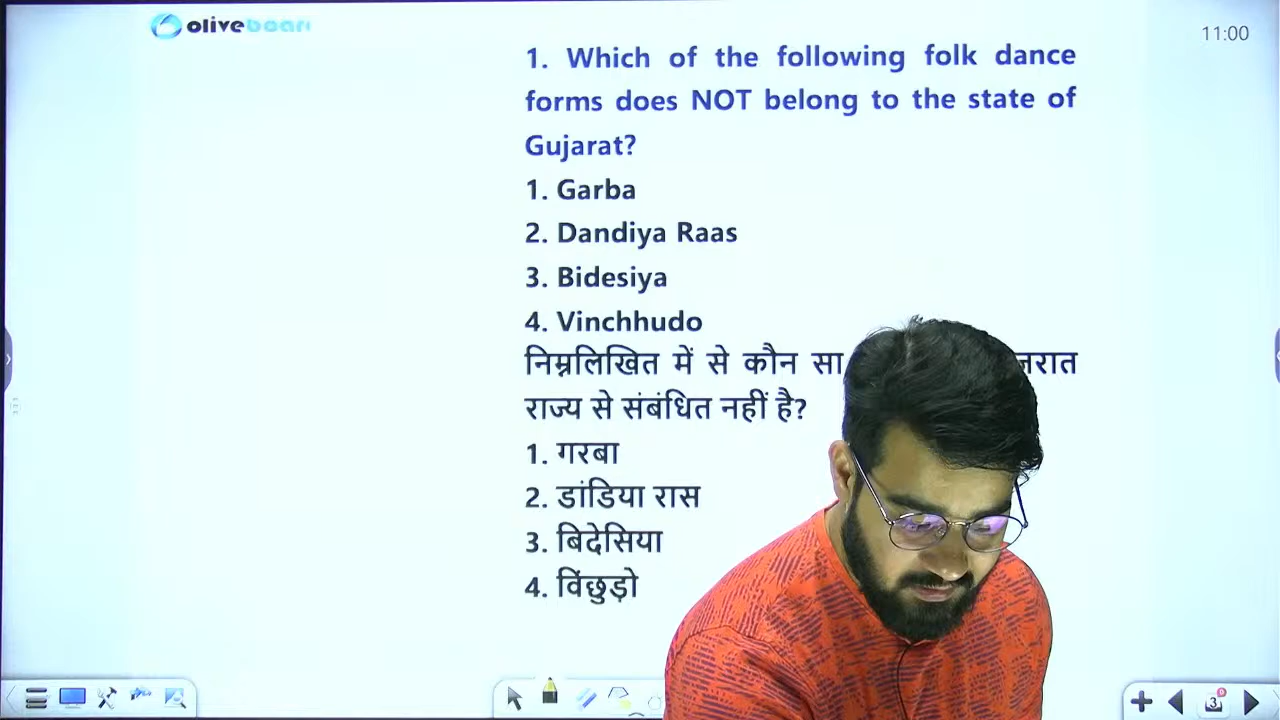 oliveboard
11:00
1. Which of the following folk dance
forms does NOT belong to the state of
Gujarat?
1. Garba
2. Dandiya Raas
3. Bidesiya
4. Vinchhudo
निम्नलिखित में से कौन सा
राज्य से संबंधित नहीं है?
1. गरबा
2. डांडिया रास
3. बिदेसिया
4. विंछुड़ो
3